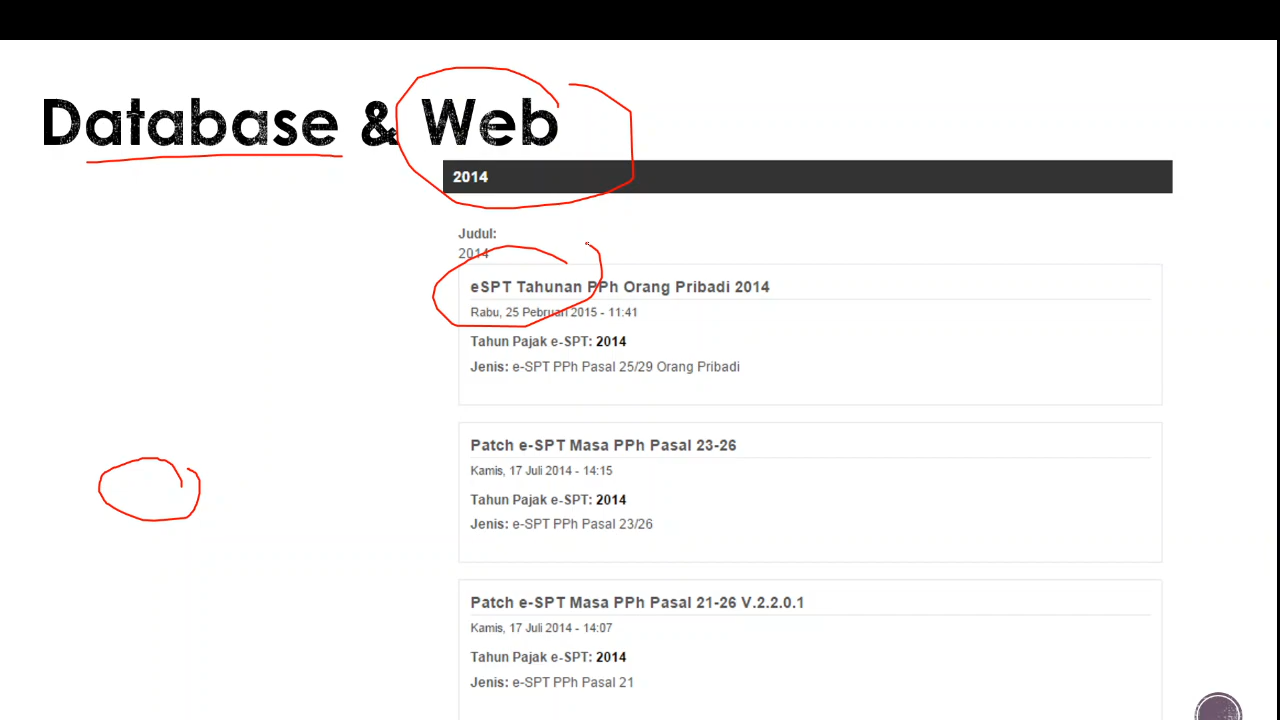 Database & Web
2014
Judul:
2014
eSPT Tahunan PPh Orang Pribadi 2014
Rabu, 25 Pebruari 2015 - 11:41
Tahun Pajak e-SPT: 2014
Jenis: e-SPT PPh Pasal 25/29 Orang Pribadi
Patch e-SPT Masa PPh Pasal 23-26
Kamis, 17 Juli 2014 - 14:15
Tahun Pajak e-SPT: 2014
Jenis: e-SPT PPh Pasal 23/26
Patch e-SPT Masa PPh Pasal 21-26 V.2.2.0.1
Kamis, 17 Juli 2014 - 14:07
Tahun Pajak e-SPT: 2014
Jenis: e-SPT PPh Pasal 21